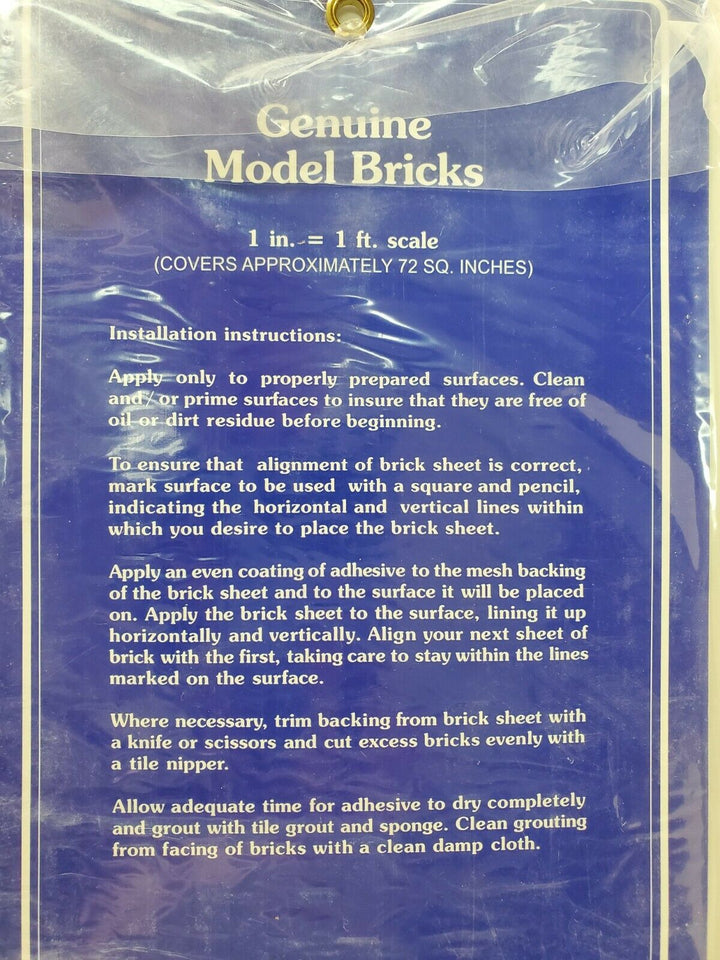 Genuine
Model Bricks
1 in. = 1 ft. scale
(COVERS APPROXIMATELY 72 SQ. INCHES)
Installation instructions:
Apply only to properly prepared surfaces. Clean
and/or prime surfaces to insure that they are free of
oil or dirt residue before beginning.
To ensure that alignment of brick sheet is correct,
mark surface to be used with a square and pencil,
indicating the horizontal and vertical lines within
which you desire to place the brick sheet.
Apply an even coating of adhesive to the mesh backing
of the brick sheet and to the surface it will be placed
on. Apply the brick sheet to the surface, lining it up
horizontally and vertically. Align your next sheet of
brick with the first, taking care to stay within the lines
marked on the surface.
Where necessary, trim backing from brick sheet with
a knife or scissors and cut excess bricks evenly with
a tile nipper.
Allow adequate time for adhesive to dry completely
and grout with tile grout and sponge. Clean grouting
from facing of bricks with a clean damp cloth.